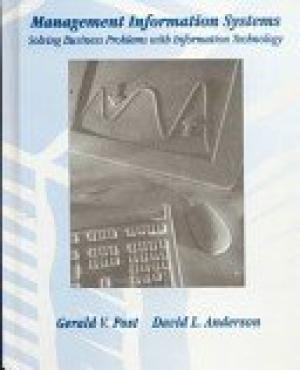 Management Information Systems
Solving Business Problems with Information Technology
Gerald V. Post David L. Anderson